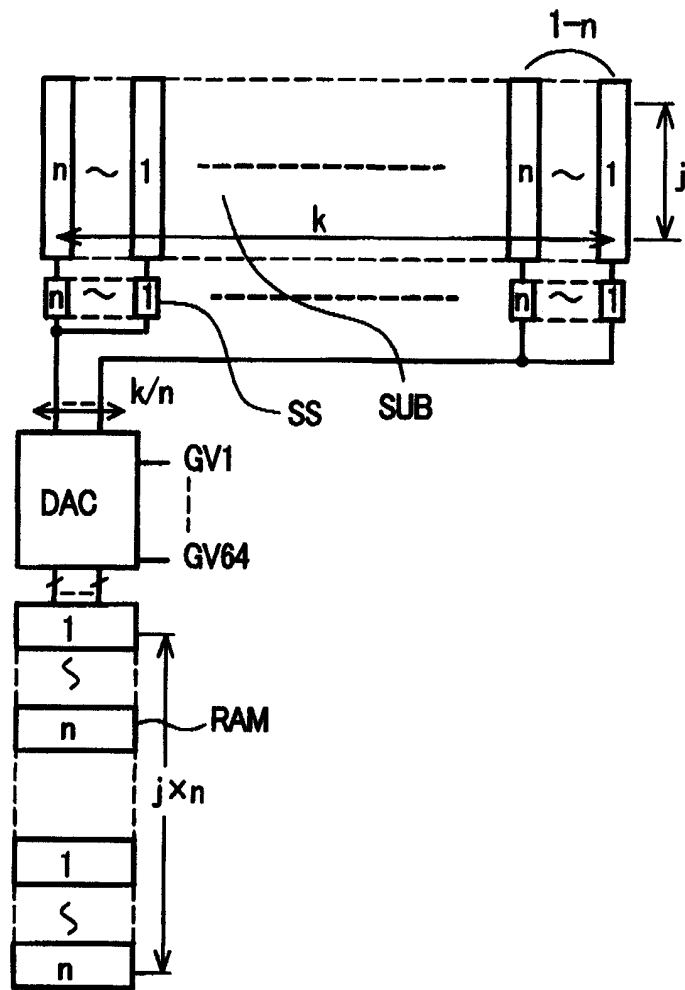 1-n
n ~ 1 n ~ 1
j
k
n ~ 1 n ~ 1
k/n
SS
SUB
GV1
DAC
GV64
1
n
RAM
j×n
1
n